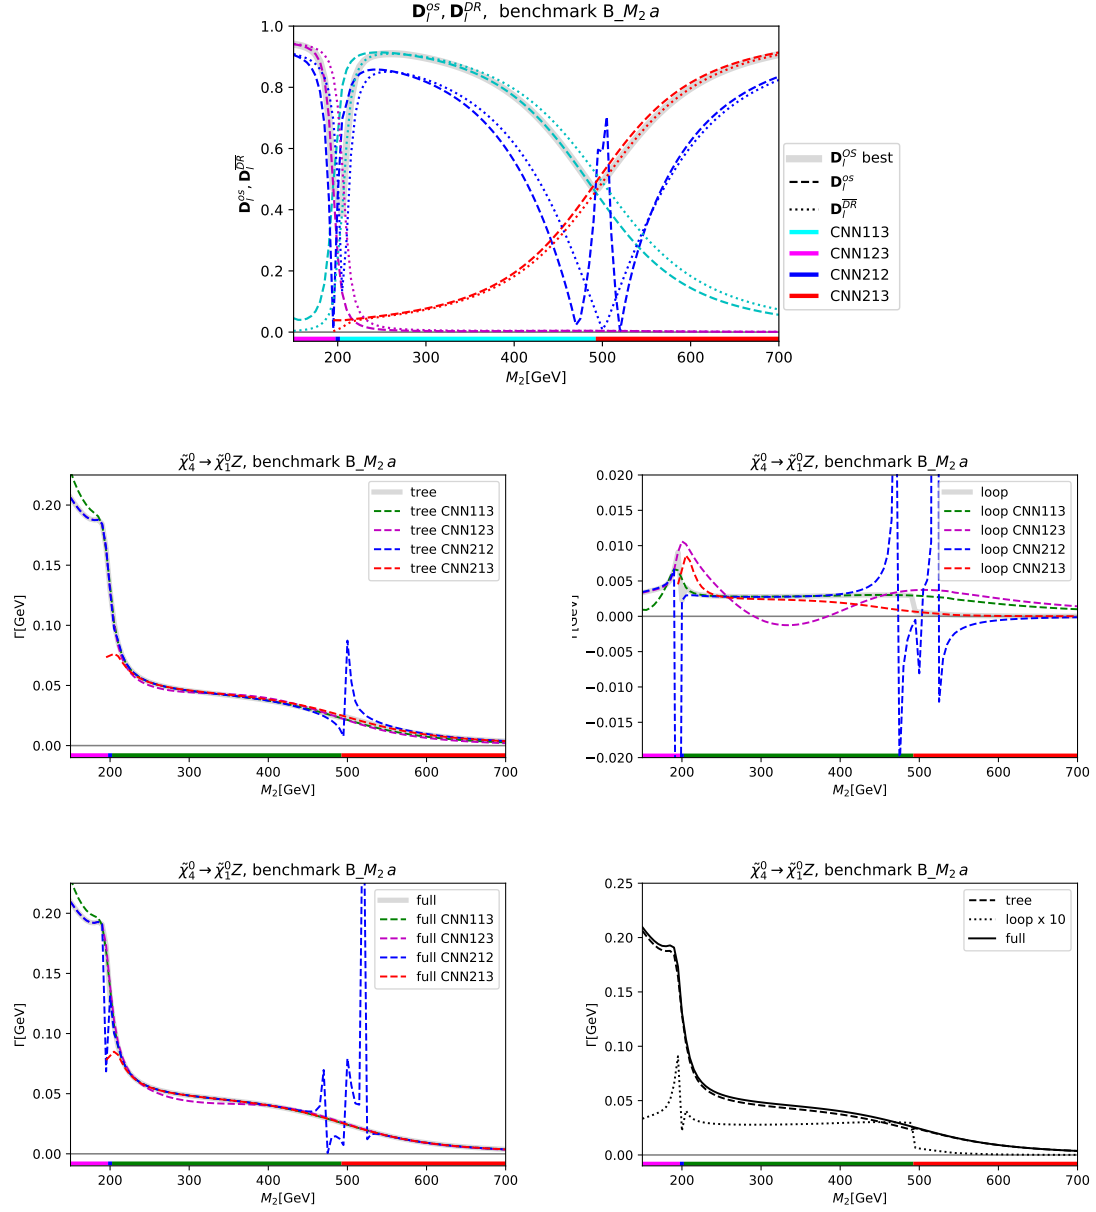 D_l^os, D_l^DR, benchmark B_M_2 a
1.0
0.8
0.6
0.4
0.2
0.0
D_l^os, D_l^DR
200 300 400 500 600 700
M_2[GeV]
D_l^OS best
D_l^os
D_l^DR
CNN113
CNN123
CNN212
CNN213
χ̃_4^0 → χ̃_1^0 Z, benchmark B_M_2 a
0.20
0.15
0.10
0.05
0.00
Γ[GeV]
200 300 400 500 600 700
M_2[GeV]
tree
tree CNN113
tree CNN123
tree CNN212
tree CNN213
χ̃_4^0 → χ̃_1^0 Z, benchmark B_M_2 a
0.020
0.015
0.010
0.005
0.000
−0.005
−0.010
−0.015
−0.020
200 300 400 500 600 700
M_2[GeV]
loop
loop CNN113
loop CNN123
loop CNN212
loop CNN213
χ̃_4^0 → χ̃_1^0 Z, benchmark B_M_2 a
0.20
0.15
0.10
0.05
0.00
Γ[GeV]
200 300 400 500 600 700
M_2[GeV]
full
full CNN113
full CNN123
full CNN212
full CNN213
χ̃_4^0 → χ̃_1^0 Z, benchmark B_M_2 a
0.25
0.20
0.15
0.10
0.05
0.00
Γ[GeV]
200 300 400 500 600 700
M_2[GeV]
tree
loop x 10
full